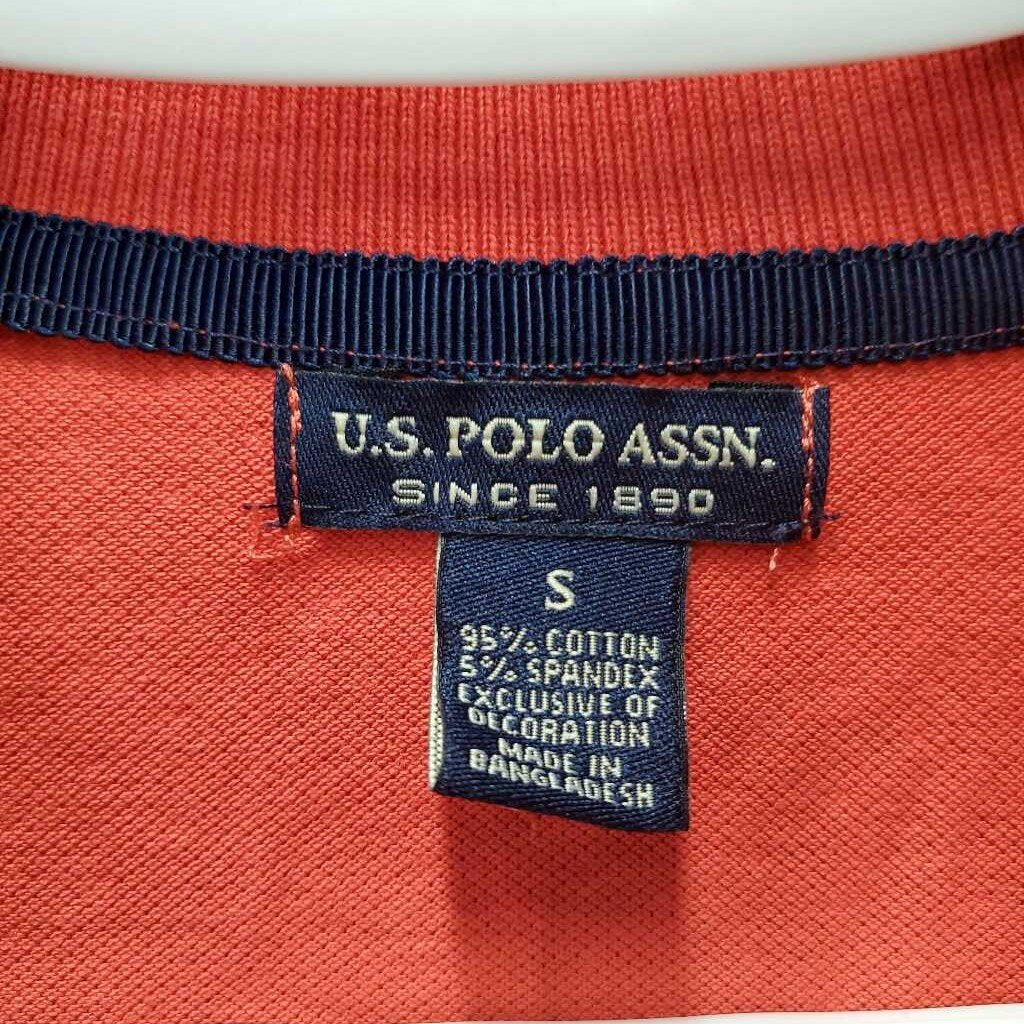 U.S. POLO ASSN.
SINCE 1890
S
95% COTTON
5% SPANDEX
EXCLUSIVE OF
DECORATION
MADE IN
BANGLADESH